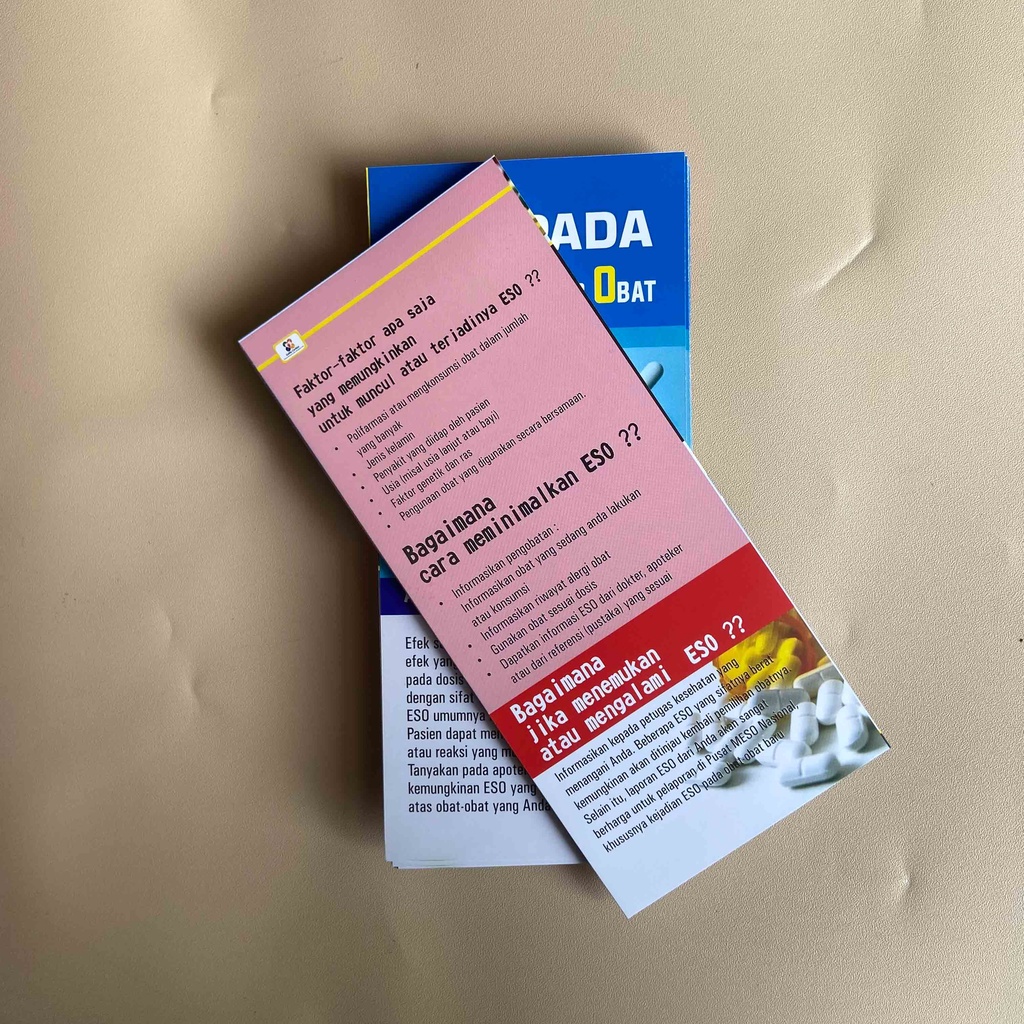 Faktor-faktor apa saja
yang memungkinkan
untuk muncul atau terjadinya ESO ??
• Polifarmasi atau mengkonsumsi obat dalam jumlah
yang banyak
• Jenis kelamin
• Penyakit yang diidap oleh pasien
• Usia (misal usia lanjut atau bayi)
• Faktor genetik dan ras
• Pengunaan obat yang digunakan secara bersamaan.
Bagaimana
cara meminimalkan ESO ??
• Informasikan pengobatan :
Informasikan obat yang sedang anda lakukan
atau konsumsi
• Informasikan riwayat alergi obat
• Gunakan obat sesuai dosis
• Dapatkan informasi ESO dari dokter, apoteker
atau dari referensi (pustaka) yang sesuai
Bagaimana
jika menemukan
atau mengalami ESO ??
Informasikan kepada petugas kesehatan yang
menangani Anda. Beberapa ESO yang sifatnya berat
kemungkinan akan ditinjau kembali pemilihan obatnya.
Selain itu, laporan ESO dari Anda akan sangat
berharga untuk pelaporan di Pusat MESO Nasional,
khususnya kejadian ESO pada obat-obat baru
PADA
OBAT
Efek
efek yang
pada dosis
dengan sifat
ESO umumnya
Pasien dapat
atau reaksi yang
Tanyakan pada
kemungkinan ESO yang
atas obat-obat yang Anda